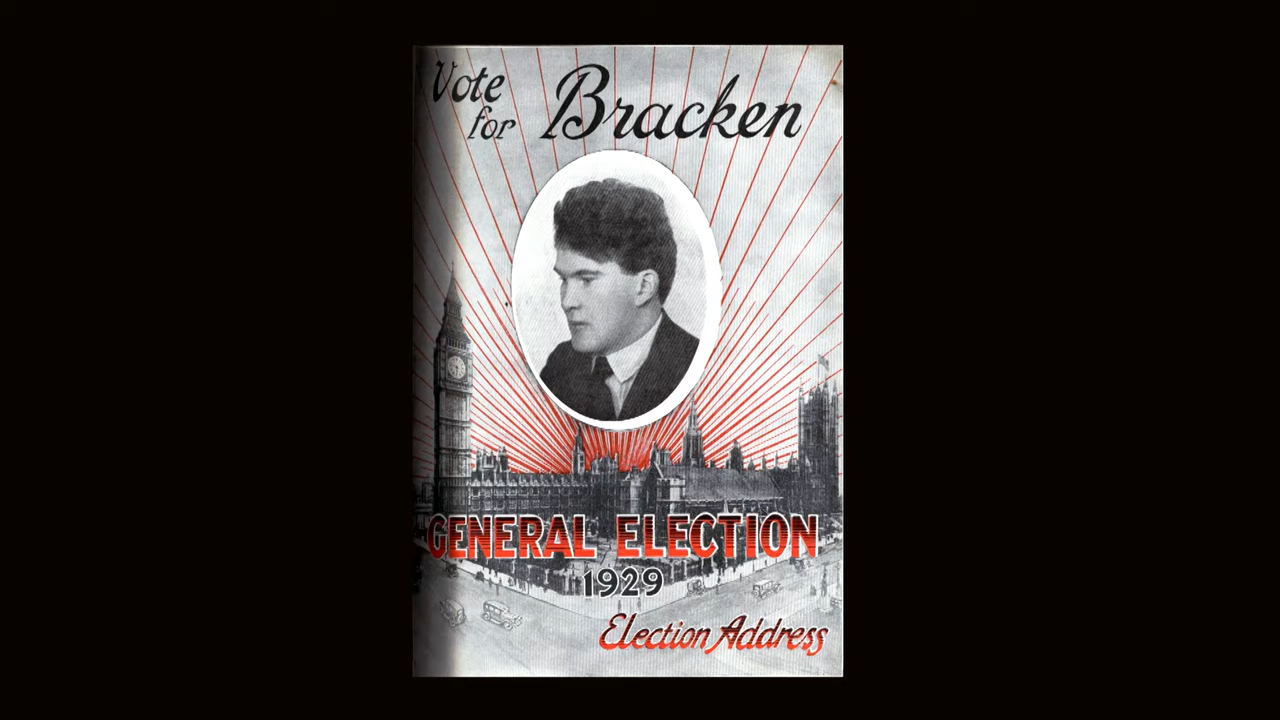 Vote
for Bracken
GENERAL ELECTION
1929
Election Address